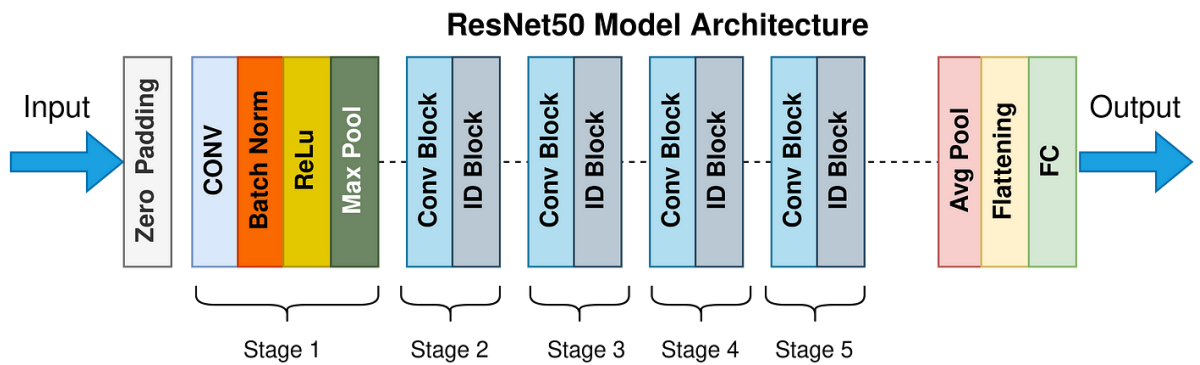 ResNet50 Model Architecture
Input
Zero Padding
CONV
Batch Norm
ReLu
Max Pool
Conv Block
ID Block
Conv Block
ID Block
Conv Block
ID Block
Conv Block
ID Block
Avg Pool
Flattening
FC
Output
Stage 1
Stage 2
Stage 3
Stage 4
Stage 5